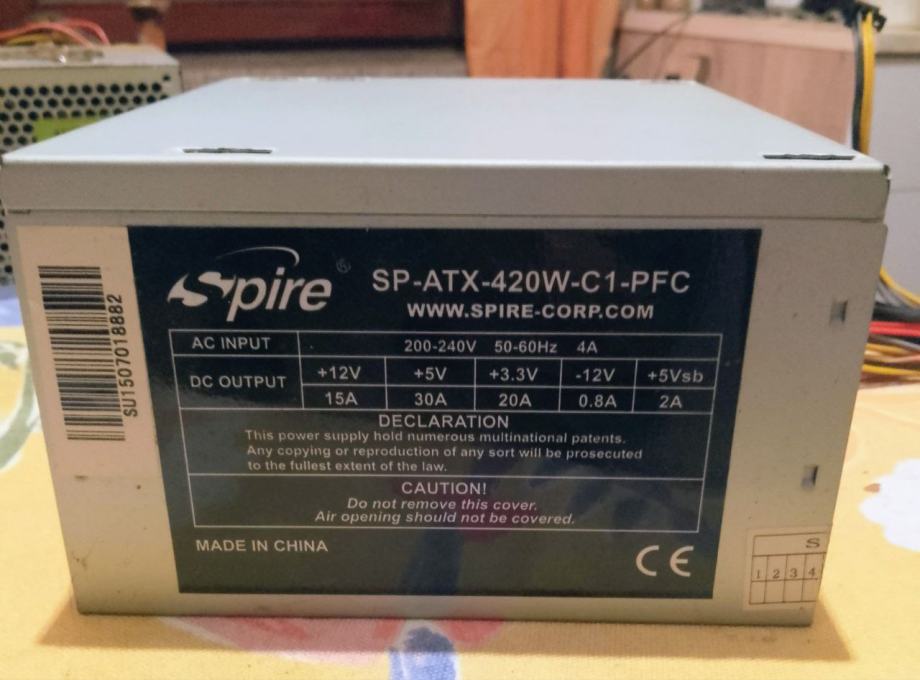 Spire®
SP-ATX-420W-C1-PFC
WWW.SPIRE-CORP.COM
AC INPUT 200-240V 50-60Hz 4A
DC OUTPUT +12V +5V +3.3V -12V +5Vsb
15A 30A 20A 0.8A 2A
DECLARATION
This power supply hold numerous multinational patents.
Any copying or reproduction of any sort will be prosecuted
to the fullest extent of the law.
CAUTION!
Do not remove this cover.
Air opening should not be covered.
MADE IN CHINA
CE
SU1507018882
S
1 2 3 4